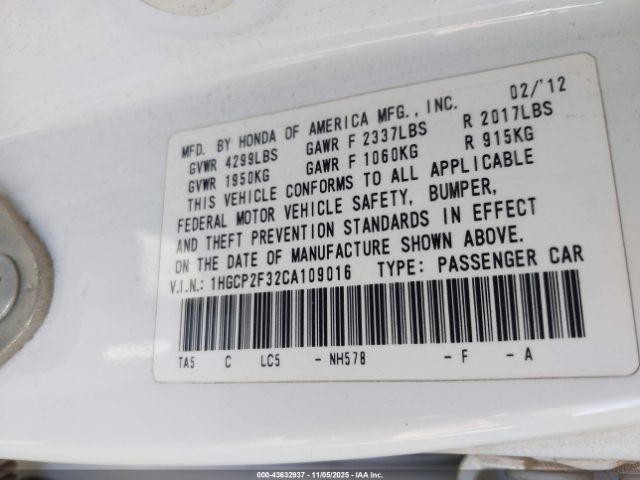 MFD. BY HONDA OF AMERICA MFG., INC. 02/'12
GVWR 4299LBS GAWR F 2337LBS R 2017LBS
GVWR 1950KG GAWR F 1060KG R 915KG
THIS VEHICLE CONFORMS TO ALL APPLICABLE
FEDERAL MOTOR VEHICLE SAFETY, BUMPER,
AND THEFT PREVENTION STANDARDS IN EFFECT
ON THE DATE OF MANUFACTURE SHOWN ABOVE.
V.I.N.: 1HGCP2F32CA109016 TYPE: PASSENGER CAR
TA5 C LC5 - NH578 - F - A
© 43632937 - 11/05/2025 - IAA Inc.